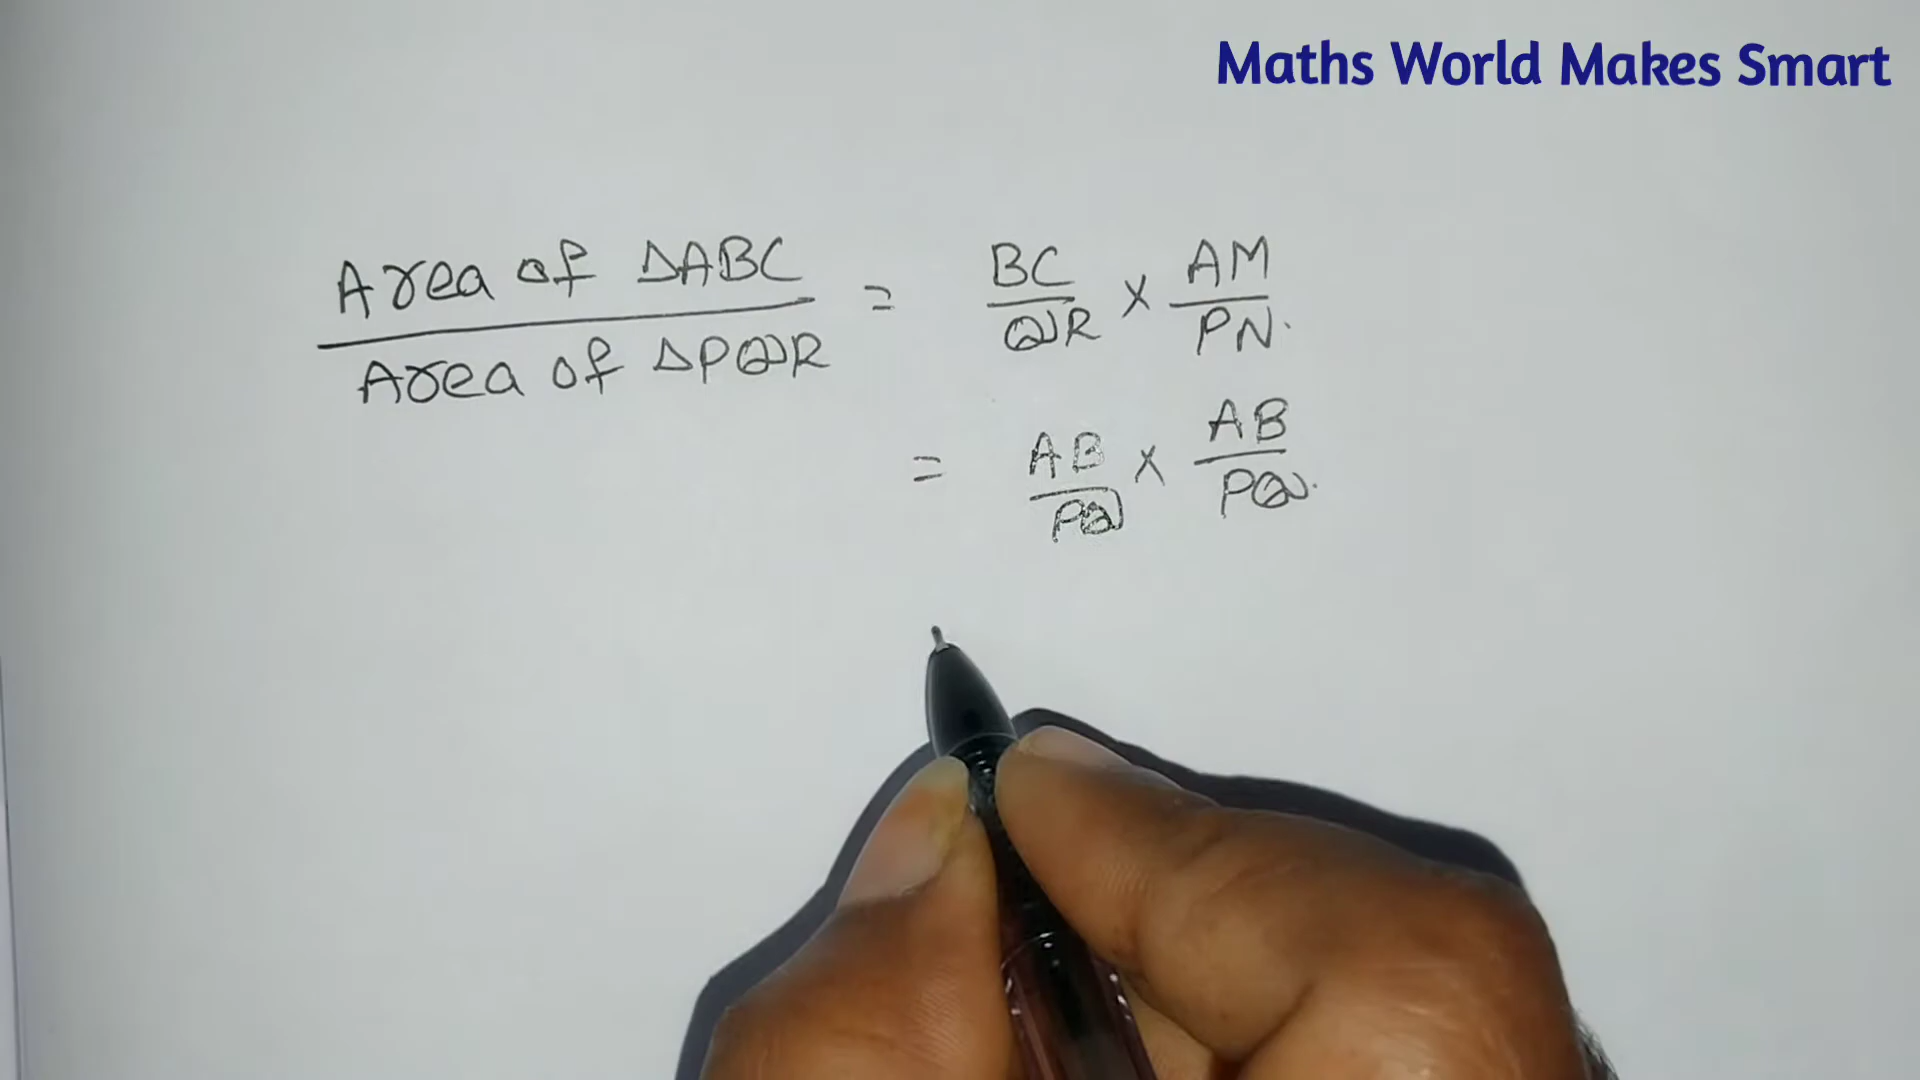 Maths World Makes Smart
Area of ΔABC / Area of ΔPQR = BC/QR × AM/PN.
= AB/PQ × AB/PQ.